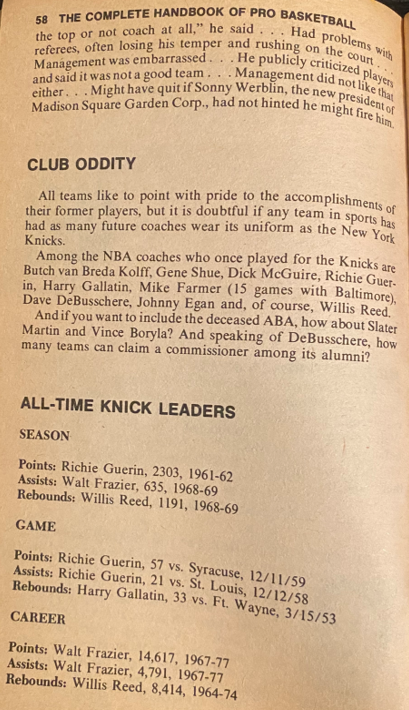 58 THE COMPLETE HANDBOOK OF PRO BASKETBALL
the top or not coach at all," he said . . . Had problems with
referees, often losing his temper and rushing on the court . . .
Management was embarrassed . . . He publicly criticized players
and said it was not a good team . . . Management did not like that
either . . . Might have quit if Sonny Werblin, the new president of
Madison Square Garden Corp., had not hinted he might fire him.
CLUB ODDITY
All teams like to point with pride to the accomplishments of
their former players, but it is doubtful if any team in sports has
had as many future coaches wear its uniform as the New York
Knicks.
Among the NBA coaches who once played for the Knicks are
Butch van Breda Kolff, Gene Shue, Dick McGuire, Richie Guer-
in, Harry Gallatin, Mike Farmer (15 games with Baltimore),
Dave DeBusschere, Johnny Egan and, of course, Willis Reed.
And if you want to include the deceased ABA, how about Slater
Martin and Vince Boryla? And speaking of DeBusschere, how
many teams can claim a commissioner among its alumni?
ALL-TIME KNICK LEADERS
SEASON
Points: Richie Guerin, 2303, 1961-62
Assists: Walt Frazier, 635, 1968-69
Rebounds: Willis Reed, 1191, 1968-69
GAME
Points: Richie Guerin, 57 vs. Syracuse, 12/11/59
Assists: Richie Guerin, 21 vs. St. Louis, 12/12/58
Rebounds: Harry Gallatin, 33 vs. Ft. Wayne, 3/15/53
CAREER
Points: Walt Frazier, 14,617, 1967-77
Assists: Walt Frazier, 4,791, 1967-77
Rebounds: Willis Reed, 8,414, 1964-74